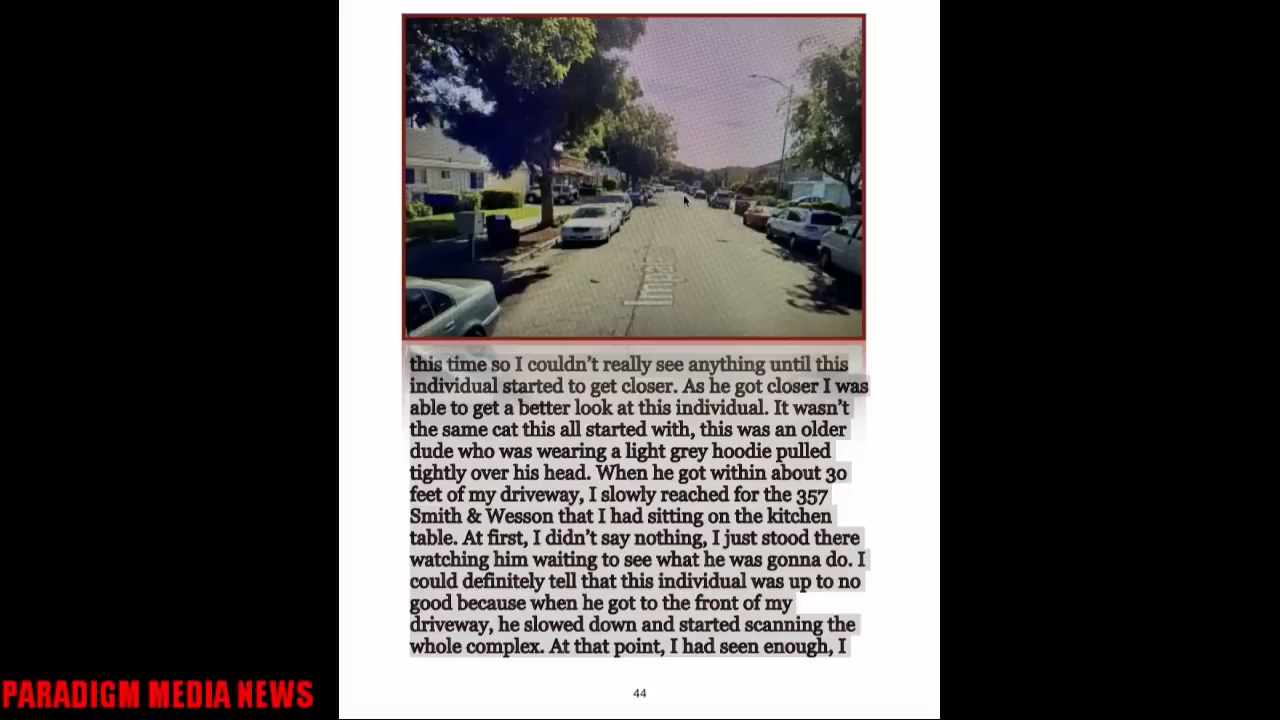 Impala
this time so I couldn't really see anything until this
individual started to get closer. As he got closer I was
able to get a better look at this individual. It wasn't
the same cat this all started with, this was an older
dude who was wearing a light grey hoodie pulled
tightly over his head. When he got within about 30
feet of my driveway, I slowly reached for the 357
Smith & Wesson that I had sitting on the kitchen
table. At first, I didn't say nothing, I just stood there
watching him waiting to see what he was gonna do. I
could definitely tell that this individual was up to no
good because when he got to the front of my
driveway, he slowed down and started scanning the
whole complex. At that point, I had seen enough, I
44
PARADIGM MEDIA NEWS